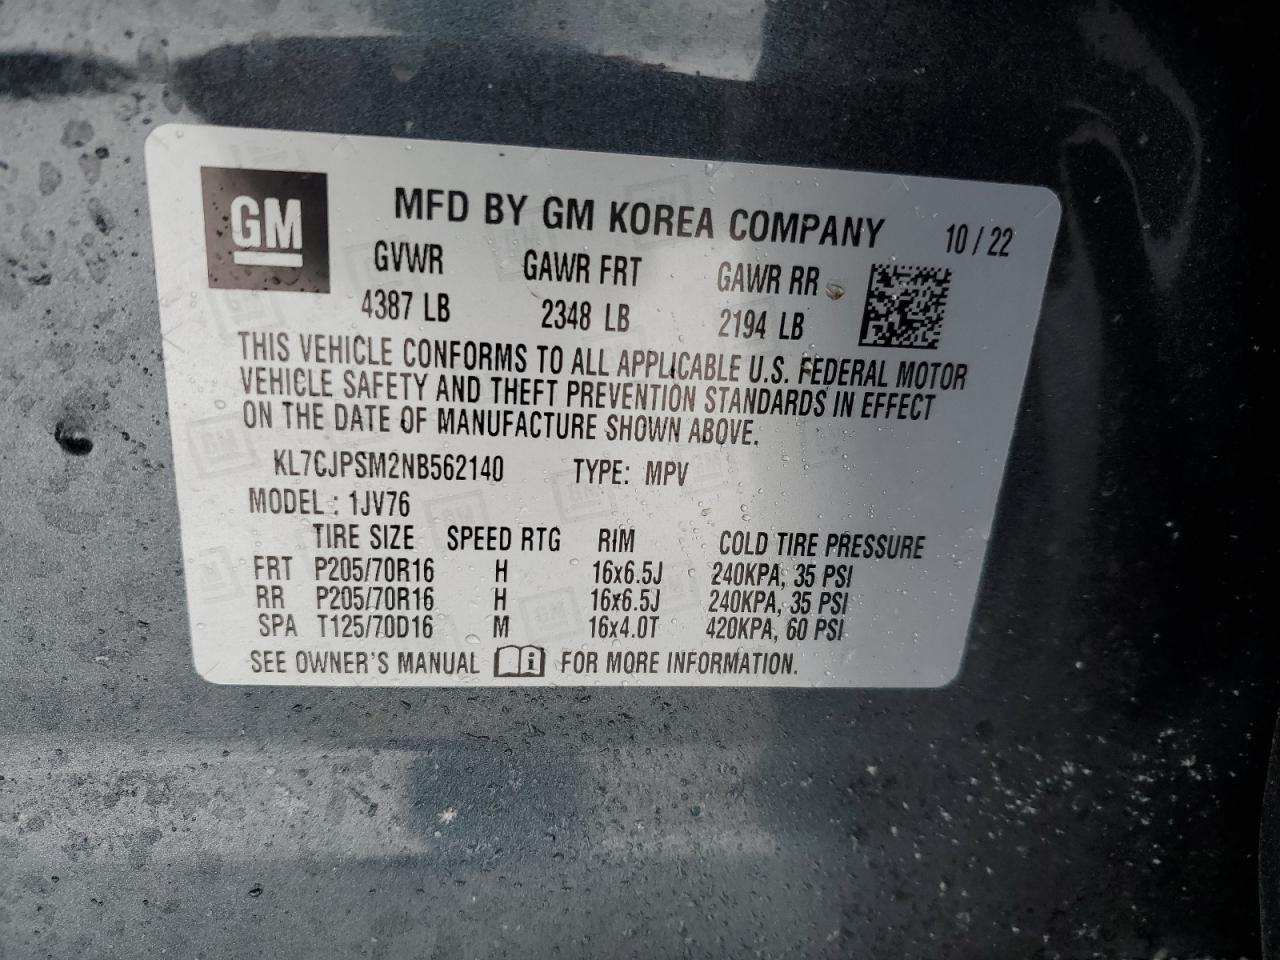 GM
MFD BY GM KOREA COMPANY 10 / 22
GVWR GAWR FRT GAWR RR
4387 LB 2348 LB 2194 LB
THIS VEHICLE CONFORMS TO ALL APPLICABLE U.S. FEDERAL MOTOR
VEHICLE SAFETY AND THEFT PREVENTION STANDARDS IN EFFECT
ON THE DATE OF MANUFACTURE SHOWN ABOVE.
KL7CJPSM2NB562140 TYPE: MPV
MODEL : 1JV76
TIRE SIZE SPEED RTG RIM COLD TIRE PRESSURE
FRT P205/70R16 H 16x6.5J 240KPA, 35 PSI
RR P205/70R16 H 16x6.5J 240KPA, 35 PSI
SPA T125/70D16 M 16x4.0T 420KPA, 60 PSI
SEE OWNER'S MANUAL i FOR MORE INFORMATION.